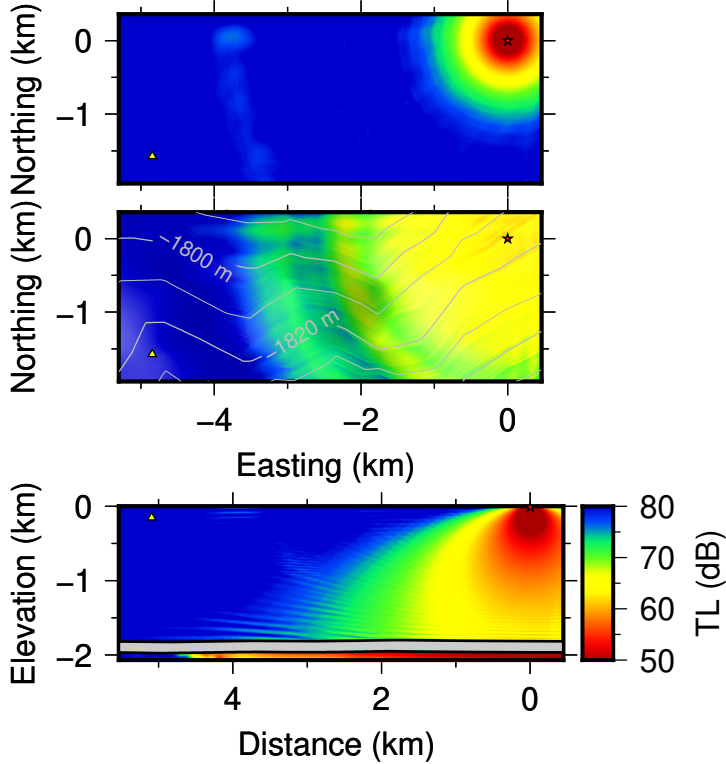 Northing (km)
0
−1
Northing (km)
0
−1
−1800 m
−1820 m
−4
−2
0
Easting (km)
Elevation (km)
0
−1
−2
4
2
0
Distance (km)
80
70
60
50
TL (dB)